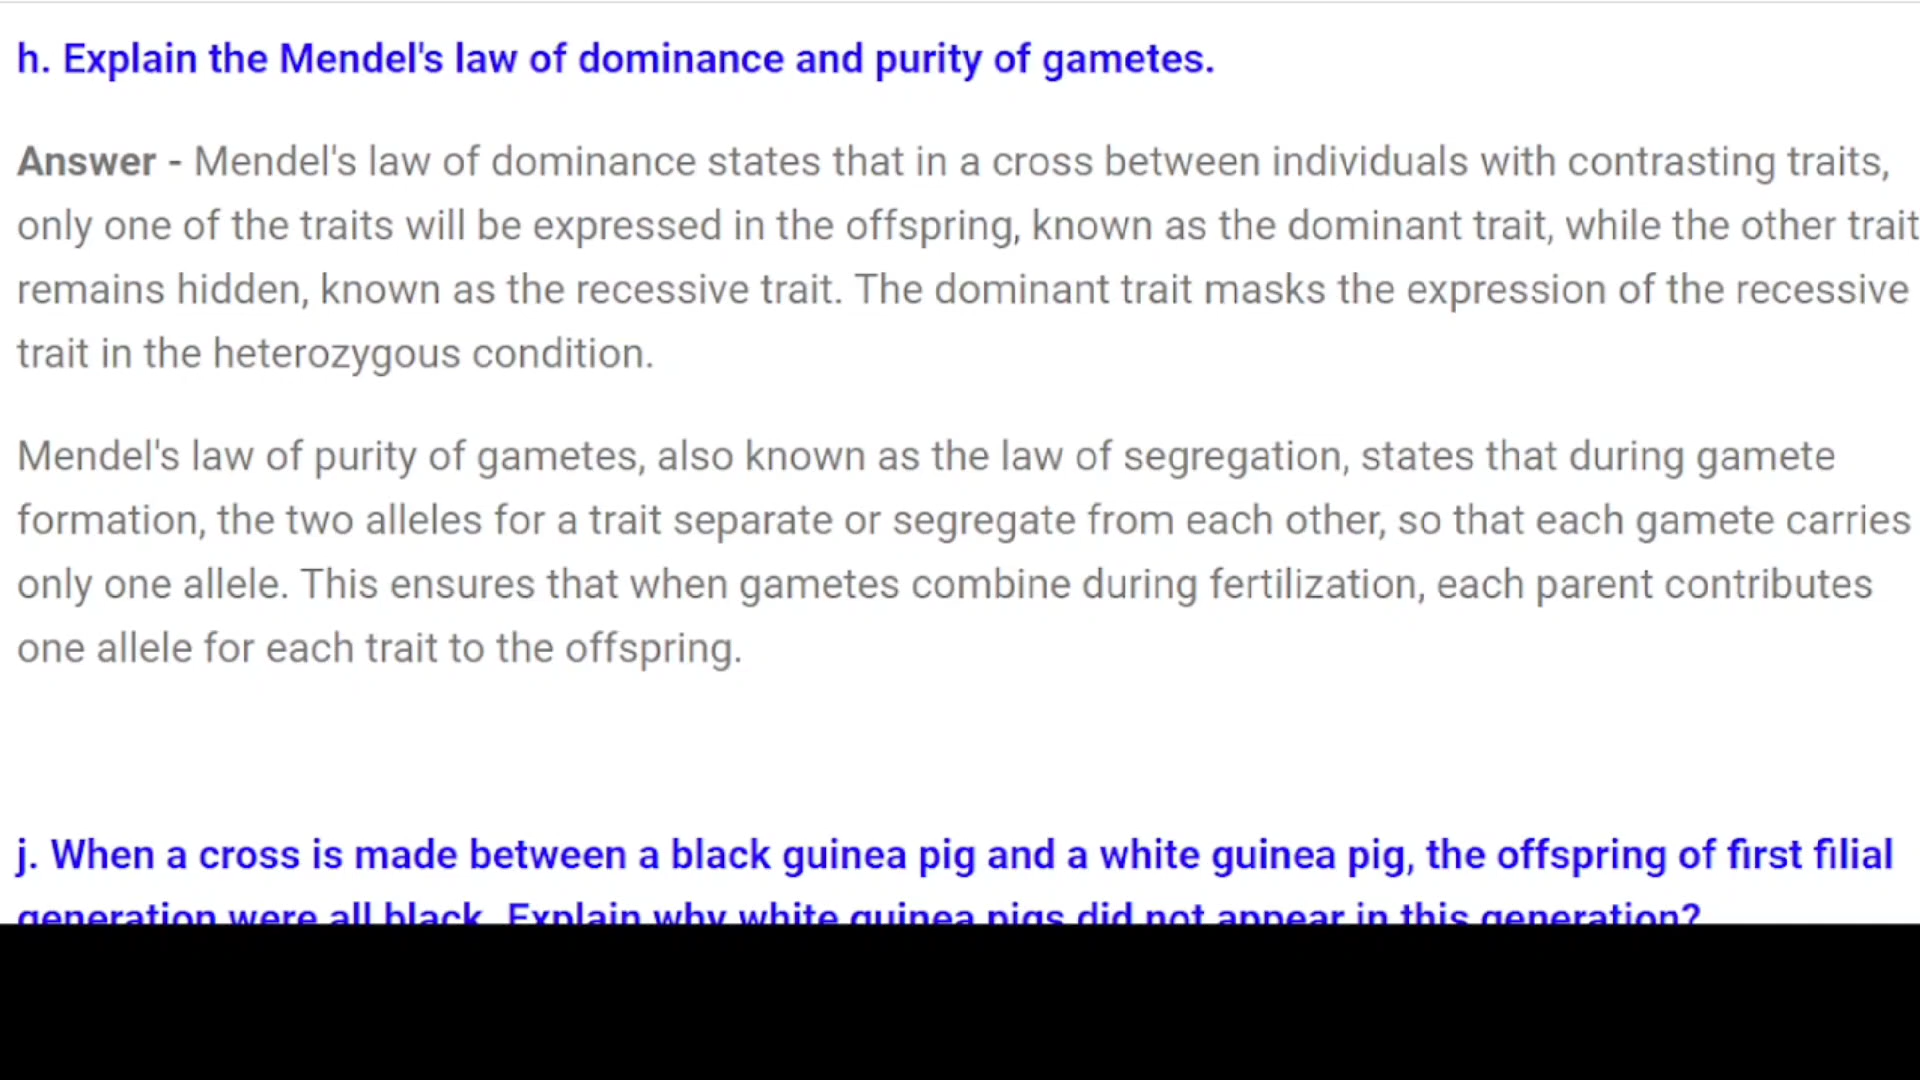 h. Explain the Mendel's law of dominance and purity of gametes.
Answer - Mendel's law of dominance states that in a cross between individuals with contrasting traits,
only one of the traits will be expressed in the offspring, known as the dominant trait, while the other trait
remains hidden, known as the recessive trait. The dominant trait masks the expression of the recessive
trait in the heterozygous condition.
Mendel's law of purity of gametes, also known as the law of segregation, states that during gamete
formation, the two alleles for a trait separate or segregate from each other, so that each gamete carries
only one allele. This ensures that when gametes combine during fertilization, each parent contributes
one allele for each trait to the offspring.
j. When a cross is made between a black guinea pig and a white guinea pig, the offspring of first filial
generation were all black. Explain why white guinea pigs did not appear in this generation?